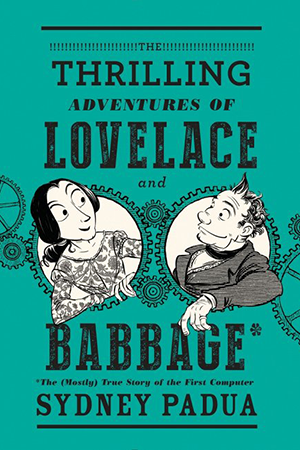 !!!!!!!!!!!!!!!!!!!!!!!! THE !!!!!!!!!!!!!!!!!!!!!!!!
THRILLING
ADVENTURES OF
LOVELACE
and
BABBAGE*
*The (Mostly) True Story of the First Computer
SYDNEY PADUA